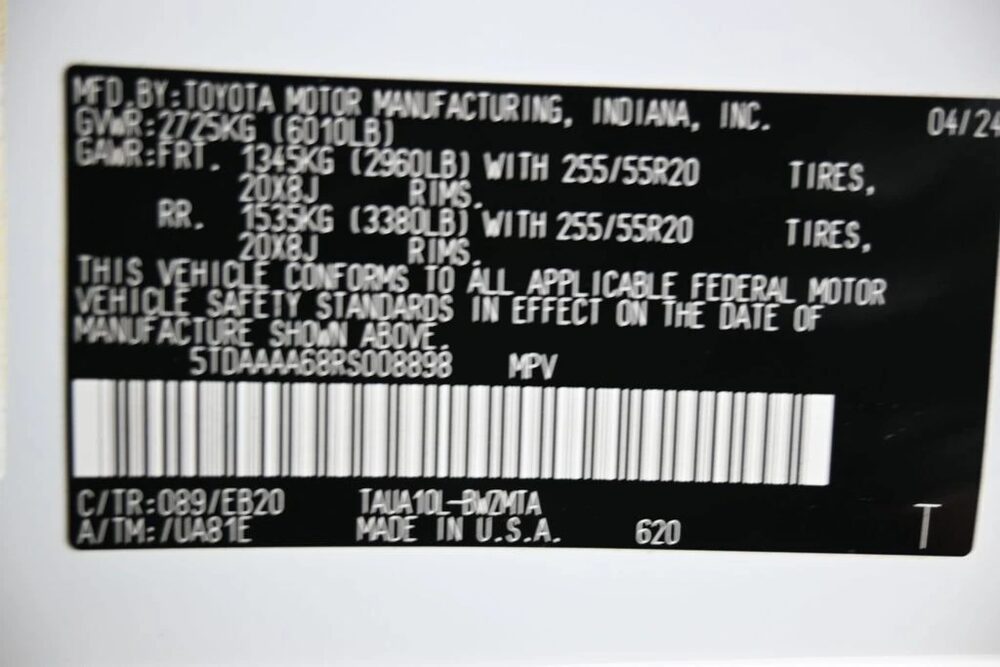 MFD.BY:TOYOTA MOTOR MANUFACTURING, INDIANA, INC. 04/24
GVWR:2725KG (6010LB)
GAWR:FRT. 1345KG (2960LB) WITH 255/55R20 TIRES,
20X8J RIMS.
RR. 1535KG (3380LB) WITH 255/55R20 TIRES,
20X8J RIMS.
THIS VEHICLE CONFORMS TO ALL APPLICABLE FEDERAL MOTOR
VEHICLE SAFETY STANDARDS IN EFFECT ON THE DATE OF
MANUFACTURE SHOWN ABOVE.
5TDAAAA68RS008898 MPV
C/TR:089/EB20 TAUA10L-BWZMTA
A/TM:/UA81E MADE IN U.S.A. 620 T